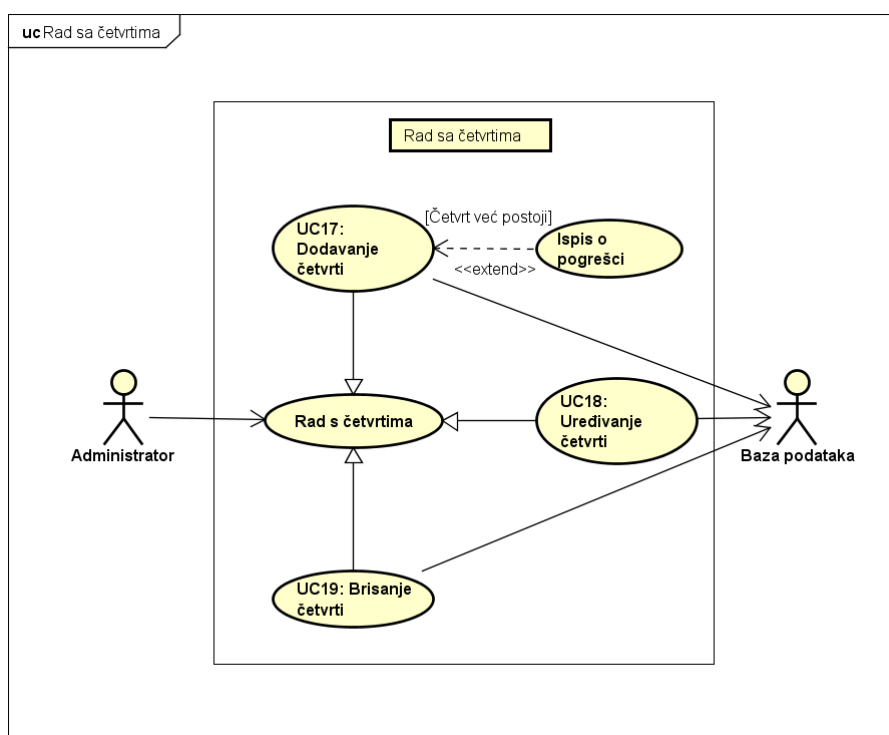 uc Rad sa četvrtima
Rad sa četvrtima
[Četvrt već postoji]
UC17:
Dodavanje
četvrti
Ispis o
pogrešci
<<extend>>
UC18:
Uređivanje
četvrti
Rad s četvrtima
Administrator
Baza podataka
UC19: Brisanje
četvrti